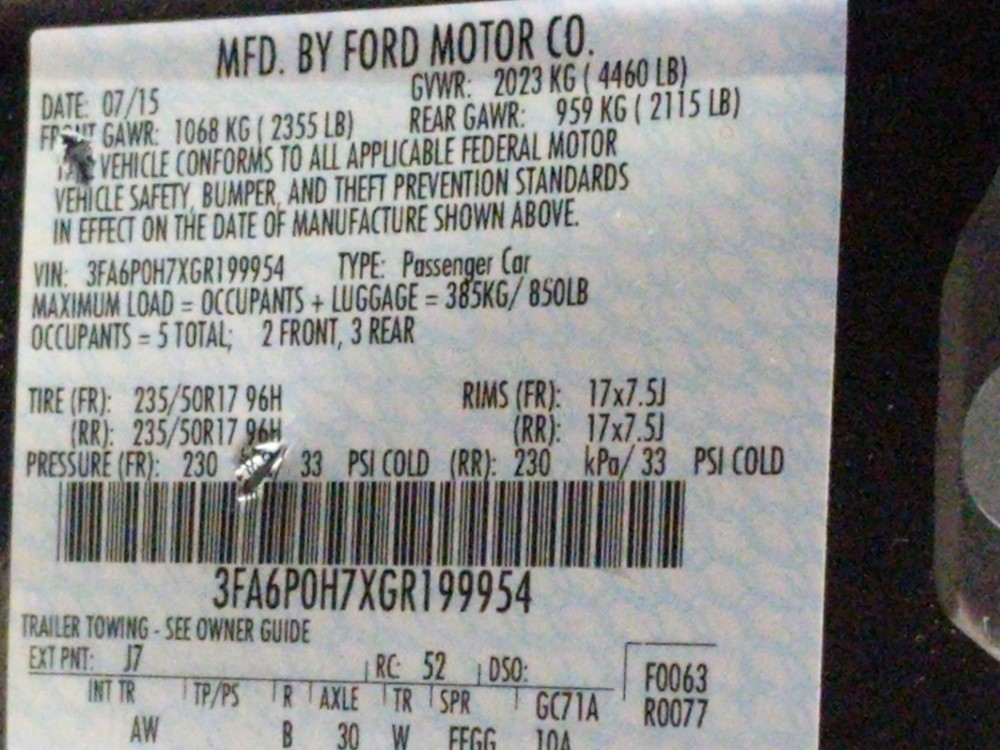 MFD. BY FORD MOTOR CO.
DATE: 07/15 GVWR: 2023 KG ( 4460 LB)
FRONT GAWR: 1068 KG ( 2355 LB) REAR GAWR: 959 KG ( 2115 LB)
VEHICLE CONFORMS TO ALL APPLICABLE FEDERAL MOTOR
VEHICLE SAFETY, BUMPER, AND THEFT PREVENTION STANDARDS
IN EFFECT ON THE DATE OF MANUFACTURE SHOWN ABOVE.
VIN: 3FA6P0H7XGR199954 TYPE: Passenger Car
MAXIMUM LOAD = OCCUPANTS + LUGGAGE = 385KG/ 850LB
OCCUPANTS = 5 TOTAL; 2 FRONT, 3 REAR
TIRE (FR): 235/50R17 96H RIMS (FR): 17x7.5J
(RR): 235/50R17 96H (RR): 17x7.5J
PRESSURE (FR): 230 33 PSI COLD (RR): 230 kPa/ 33 PSI COLD
3FA6P0H7XGR199954
TRAILER TOWING - SEE OWNER GUIDE
EXT PNT: J7 RC: 52 DSO: F0063
INT TR TP/PS R AXLE TR SPR GC71A R0077
AW B 30 W EEGG 10A